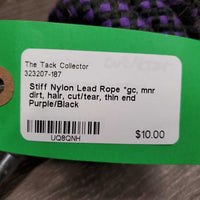 The Tack Collector
323207-187
Stiff Nylon Lead Rope *gc, mnr
dirt, hair, cut/tear, thin end
Purple/Black
$10.00
UQ8QNH